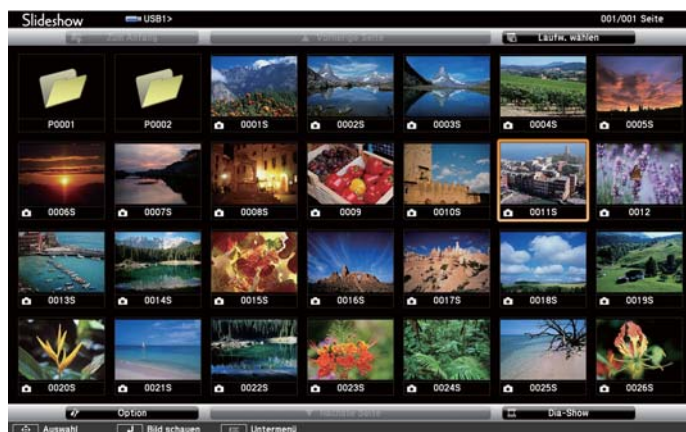 Slideshow USB1> 001/001 Seite
Zum Anfang ▲ Vorherige Seite Laufw. wählen
P0001 P0002 0001S 0002S 0003S 0004S 0005S
0006S 0007S 0008S 0009 0010S 0011S 0012
0013S 0014S 0015S 0016S 0017S 0018S 0019S
0020S 0021S 0022S 0023S 0024S 0025S 0026S
Option ▼ Nächste Seite Dia-Show
Auswahl Bild schauen ESC Untermenü